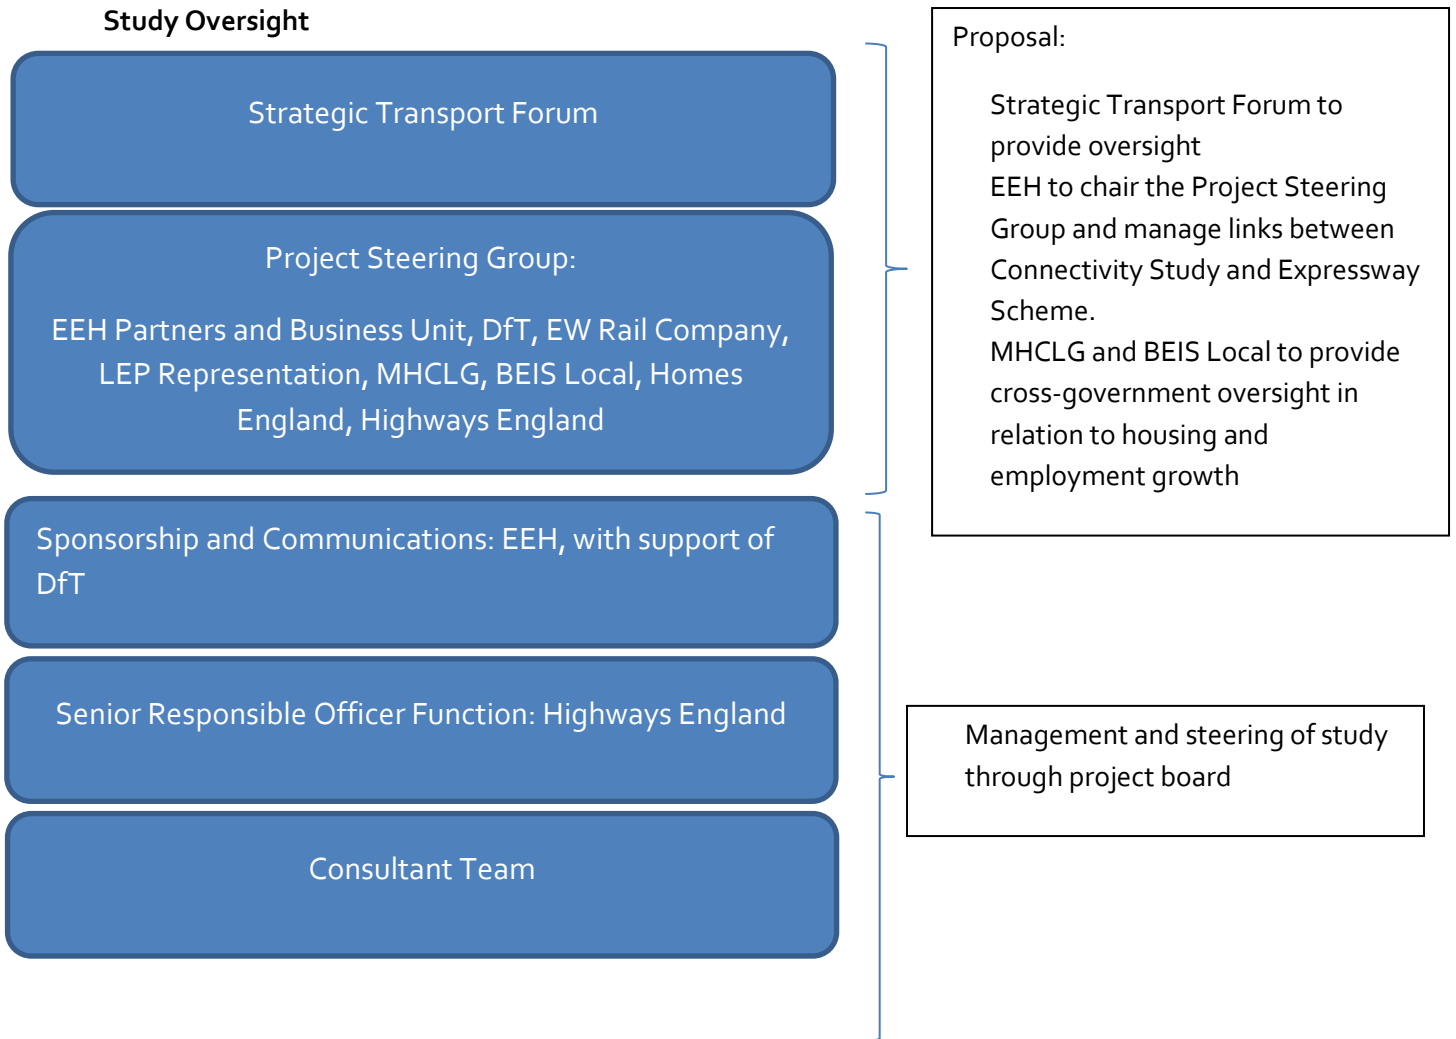 Study Oversight
Strategic Transport Forum
Project Steering Group:
EEH Partners and Business Unit, DfT, EW Rail Company,
LEP Representation, MHCLG, BEIS Local, Homes
England, Highways England
Sponsorship and Communications: EEH, with support of
DfT
Senior Responsible Officer Function: Highways England
Consultant Team
Proposal:
Strategic Transport Forum to
provide oversight
EEH to chair the Project Steering
Group and manage links between
Connectivity Study and Expressway
Scheme.
MHCLG and BEIS Local to provide
cross-government oversight in
relation to housing and
employment growth
Management and steering of study
through project board